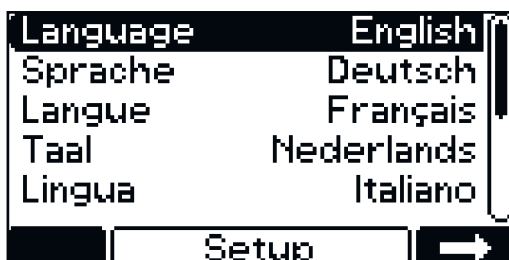 Language English
Sprache Deutsch
Langue Français
Taal Nederlands
Lingua Italiano
Setup